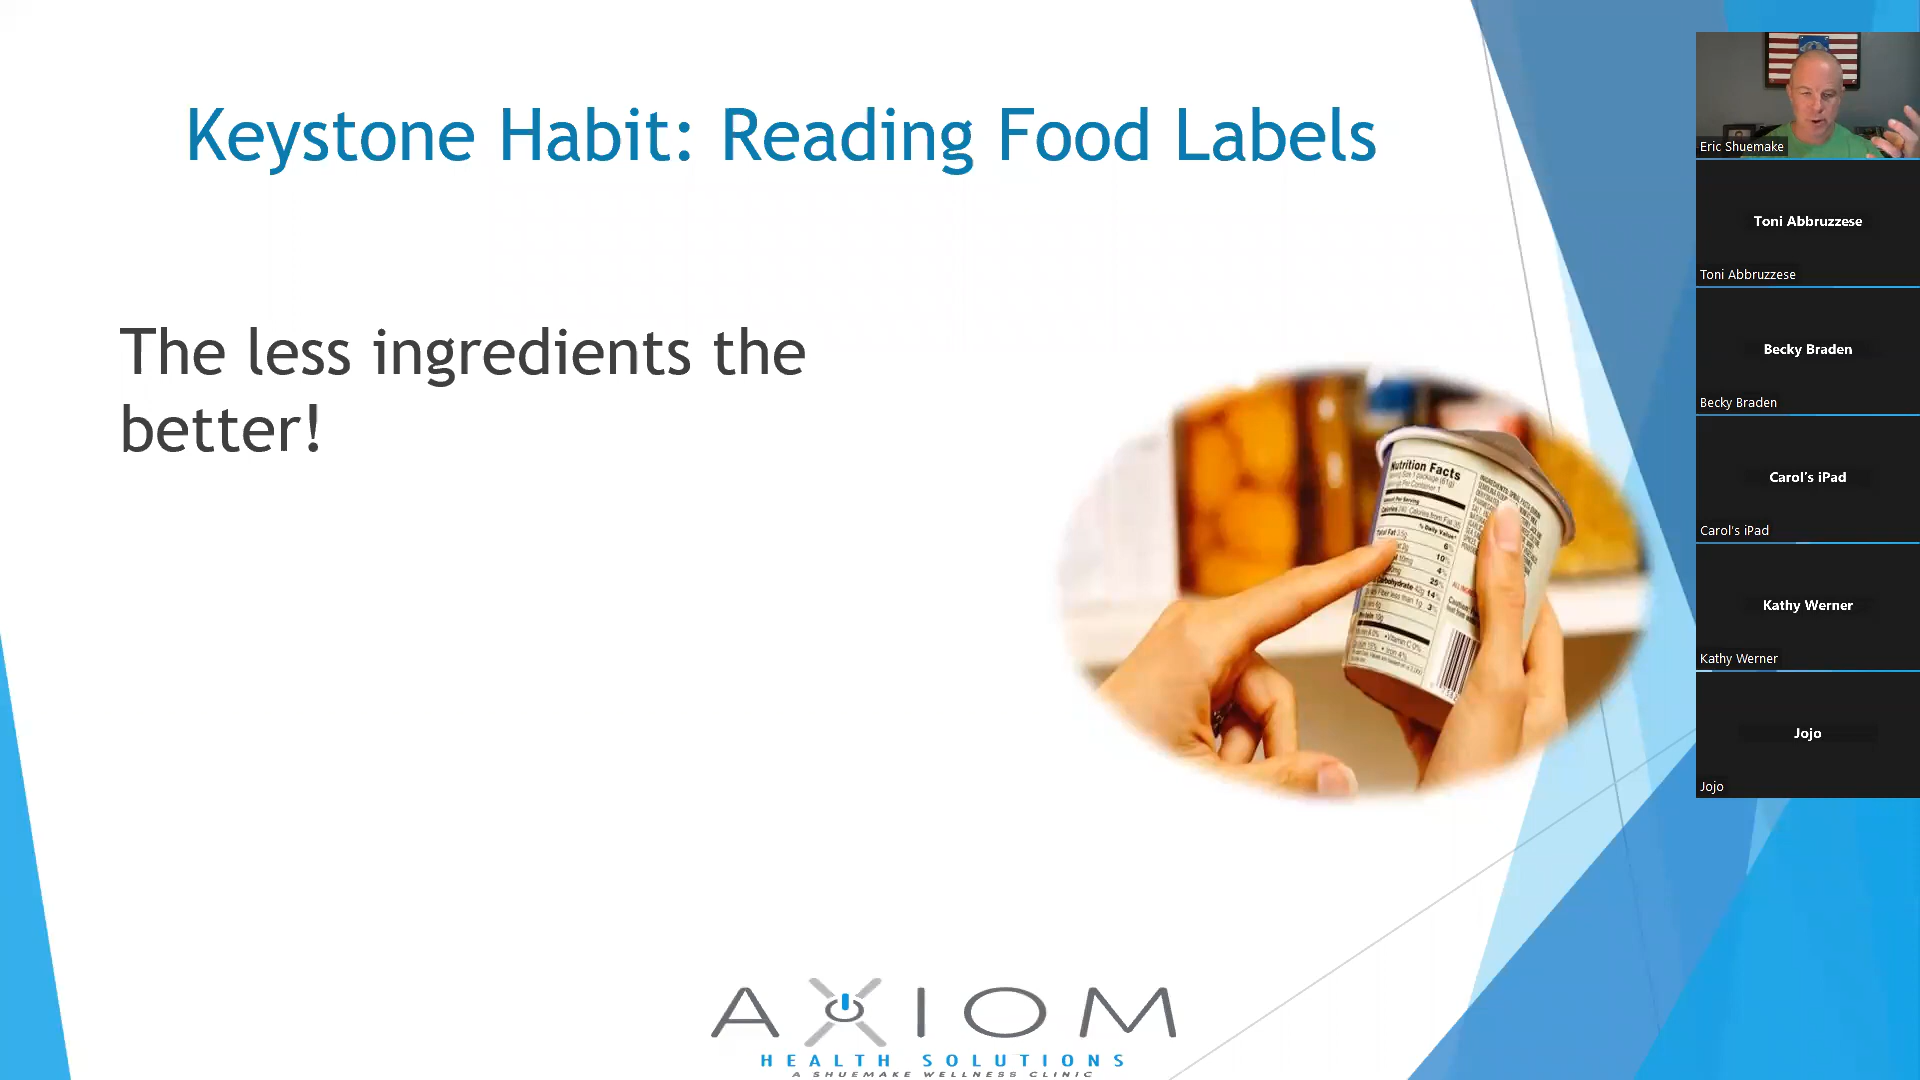 Keystone Habit: Reading Food Labels
The less ingredients the
better!
Nutrition Facts
Eric Shuemake
Toni Abbruzzese
Toni Abbruzzese
Becky Braden
Becky Braden
Carol's iPad
Carol's iPad
Kathy Werner
Kathy Werner
Jojo
Jojo
AXIOM
HEALTH SOLUTIONS
A SHUEMAKE WELLNESS CLINIC